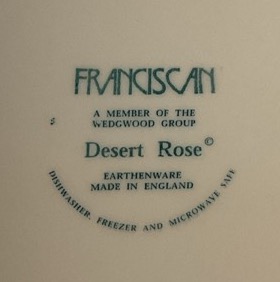 FRANCISCAN
A MEMBER OF THE
WEDGWOOD GROUP
Desert Rose©
EARTHENWARE
MADE IN ENGLAND
DISHWASHER, FREEZER AND MICROWAVE SAFE